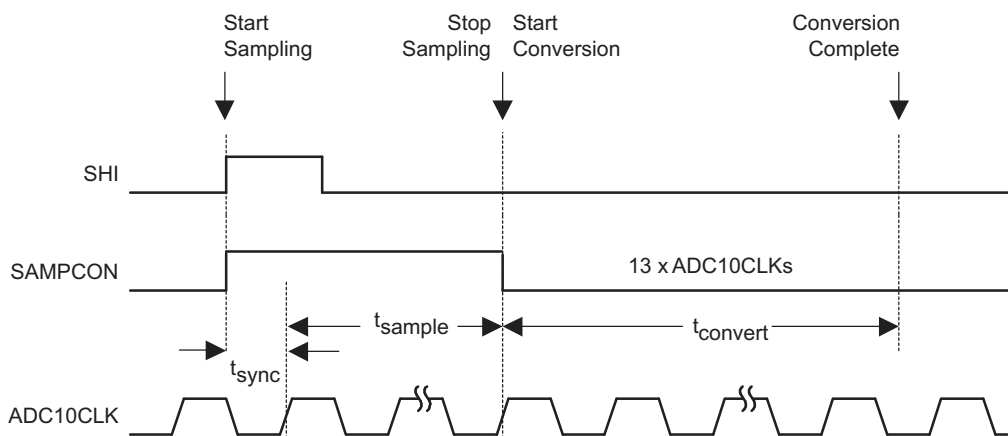 Start
Sampling
Stop
Sampling
Start
Conversion
Conversion
Complete
SHI
SAMPCON
13 x ADC10CLKs
tsample
tconvert
tsync
ADC10CLK